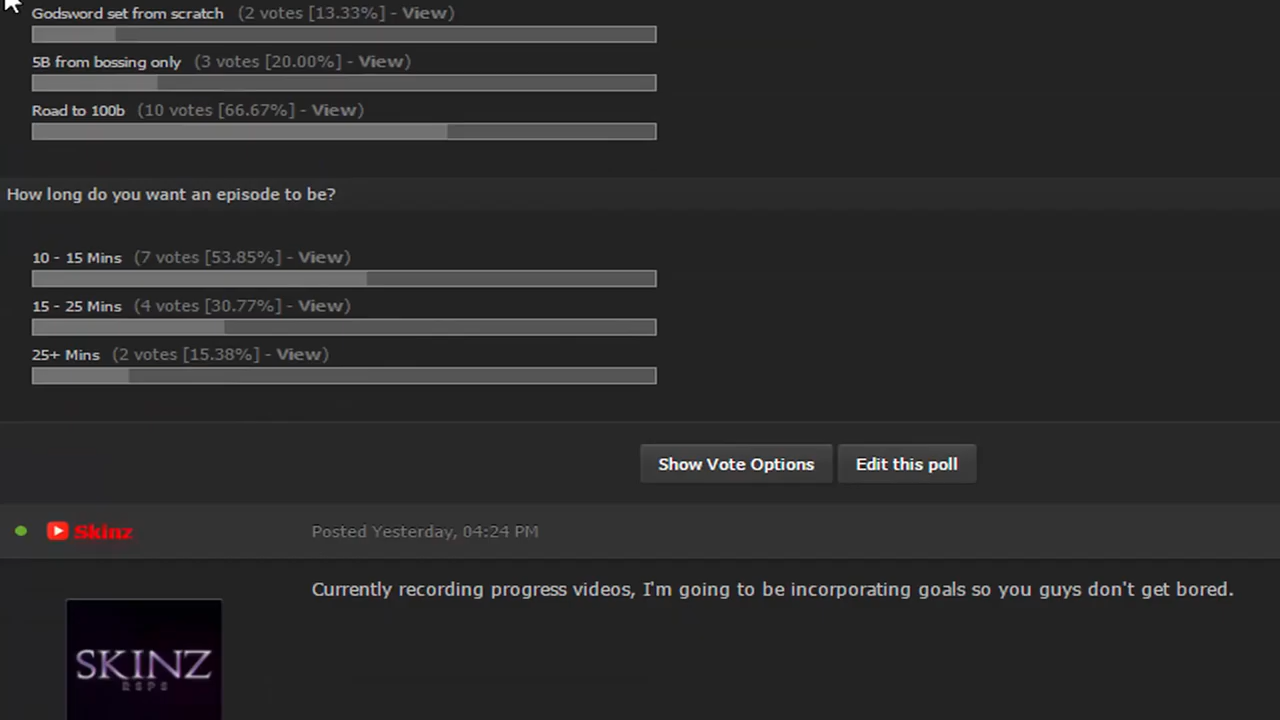 Godsword set from scratch (2 votes [13.33%] - View)
5B from bossing only (3 votes [20.00%] - View)
Road to 100b (10 votes [66.67%] - View)
How long do you want an episode to be?
10 - 15 Mins (7 votes [53.85%] - View)
15 - 25 Mins (4 votes [30.77%] - View)
25+ Mins (2 votes [15.38%] - View)
Show Vote Options Edit this poll
Skinz Posted Yesterday, 04:24 PM
Currently recording progress videos, I'm going to be incorporating goals so you guys don't get bored.
SKINZ
RSPS